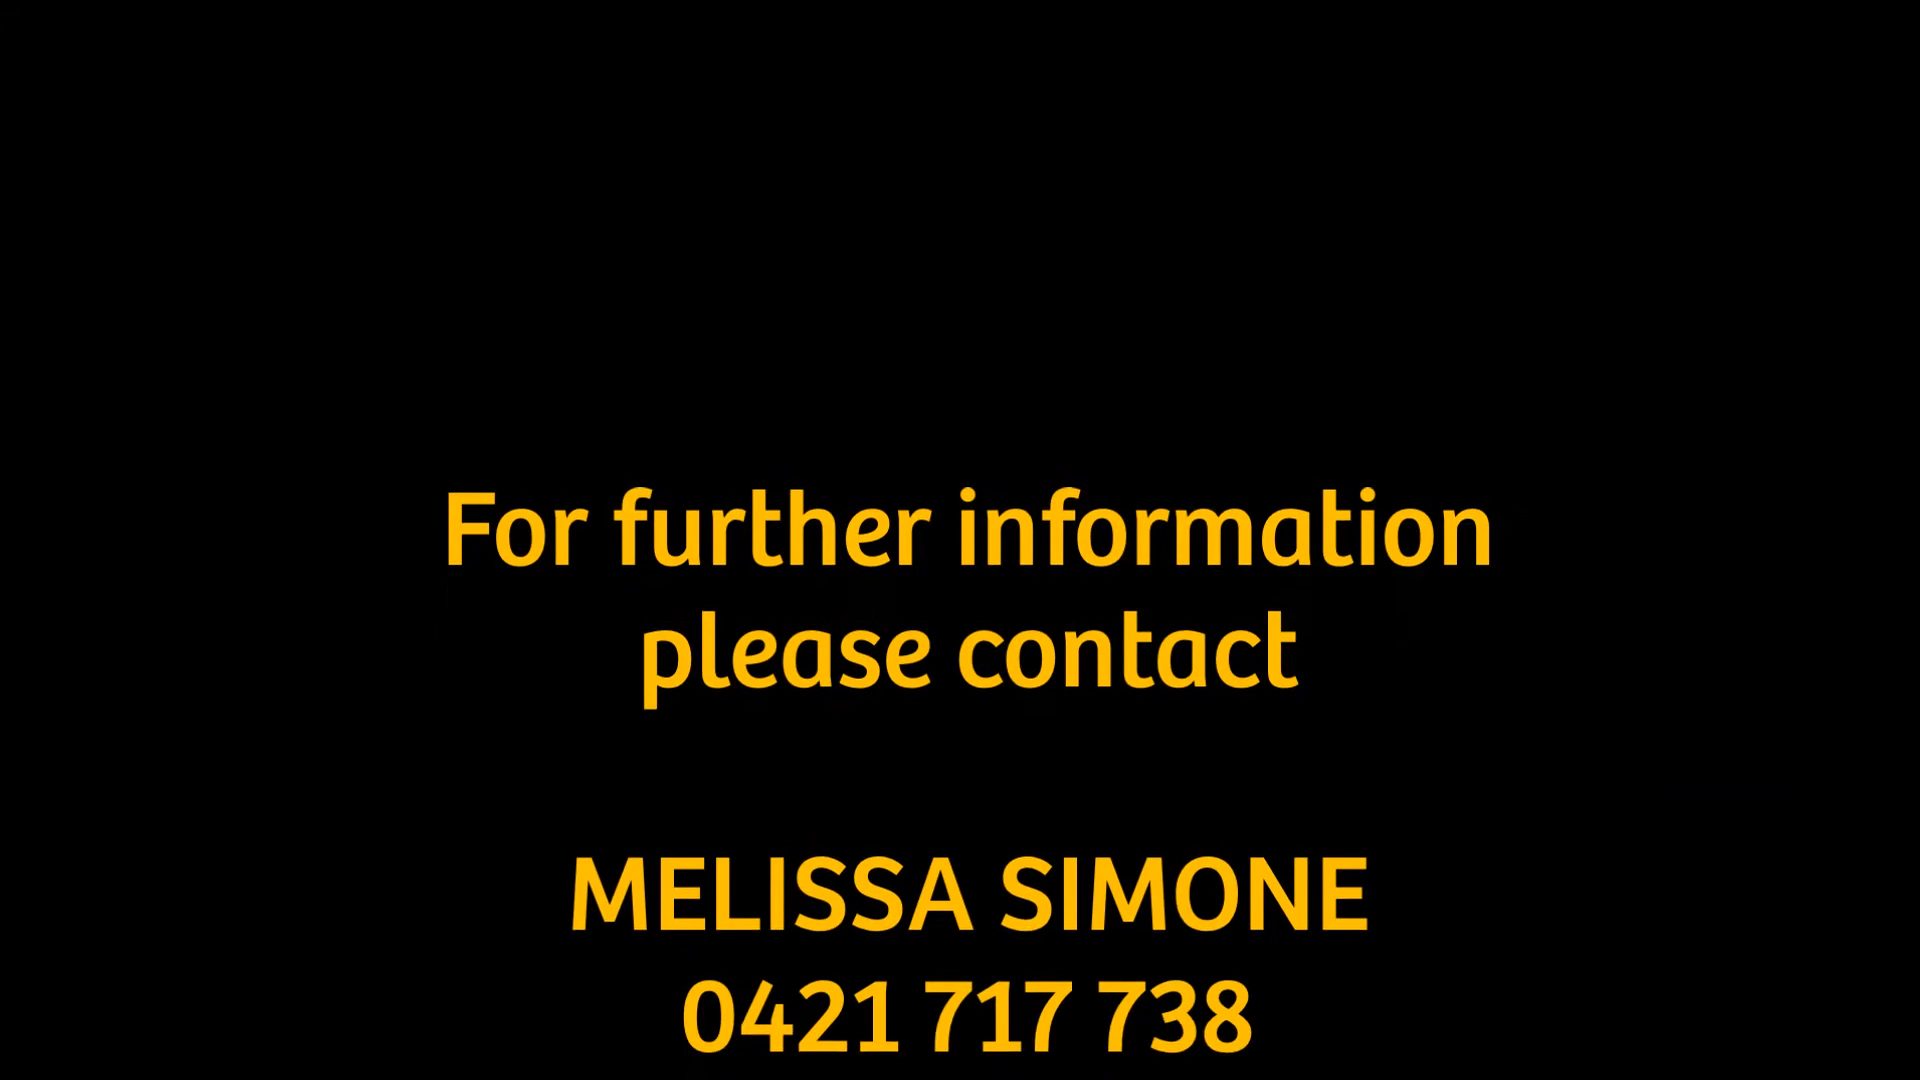 For further information
please contact
MELISSA SIMONE
0421 717 738